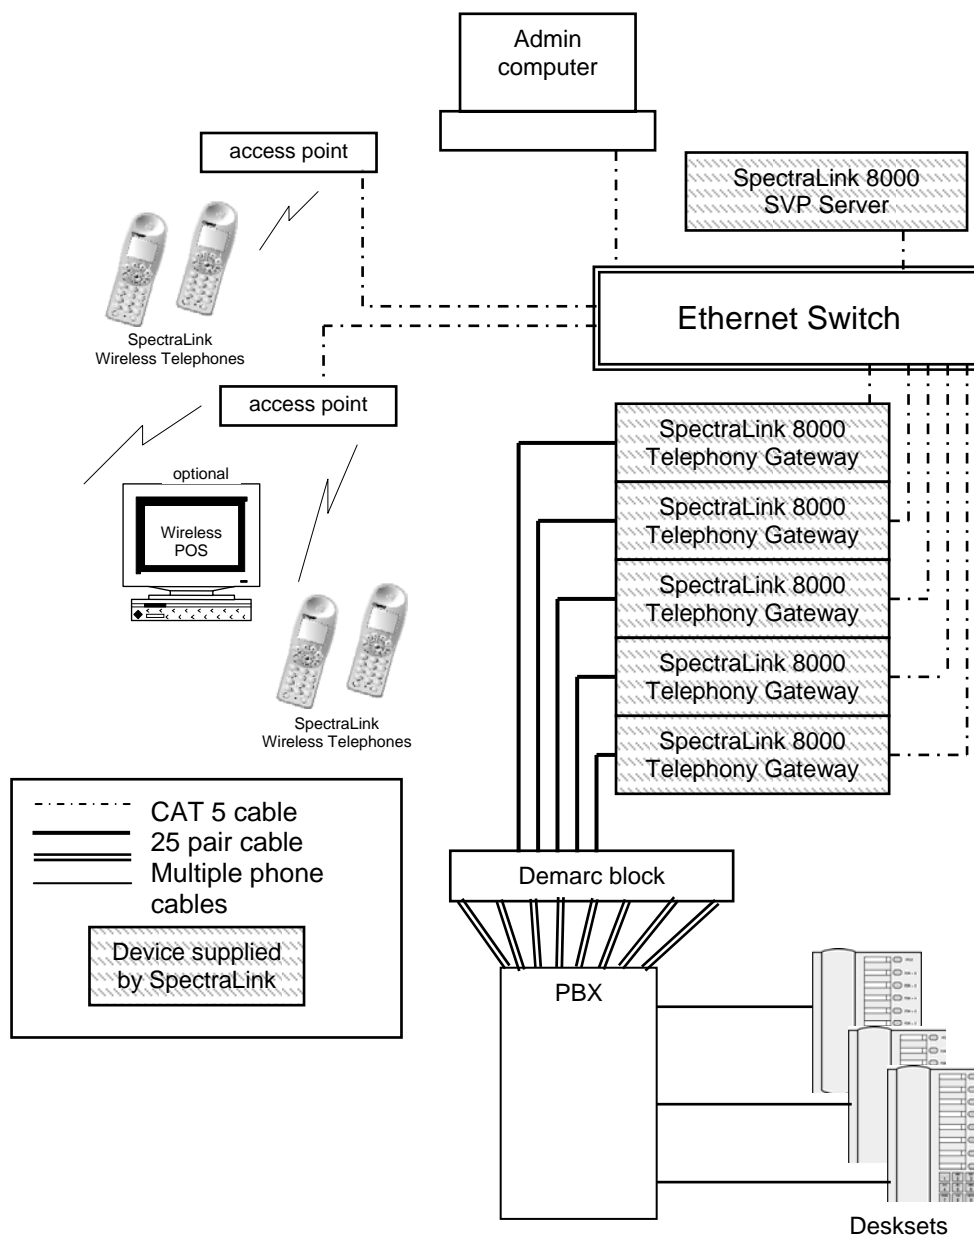 Admin
computer
access point
SpectraLink 8000
SVP Server
SpectraLink
Wireless Telephones
Ethernet Switch
access point
optional
Wireless
POS
SpectraLink 8000
Telephony Gateway
SpectraLink 8000
Telephony Gateway
SpectraLink 8000
Telephony Gateway
SpectraLink 8000
Telephony Gateway
SpectraLink 8000
Telephony Gateway
SpectraLink
Wireless Telephones
CAT 5 cable
25 pair cable
Multiple phone
cables
Device supplied
by SpectraLink
Demarc block
PBX
Desksets